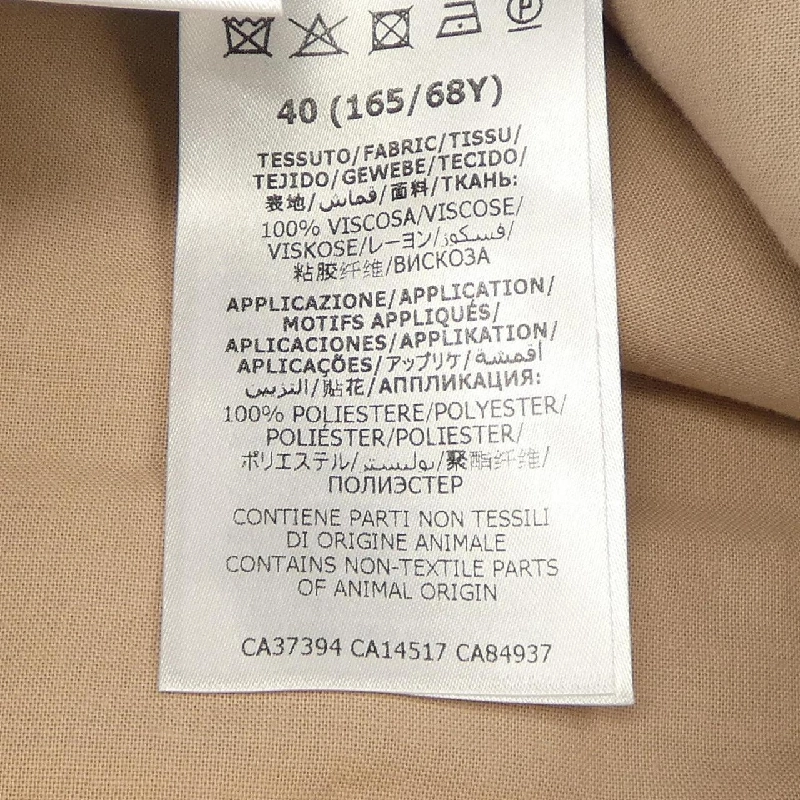 P
40 (165/68Y)
TESSUTO/FABRIC/TISSU/
TEJIDO/GEWEBE/TECIDO/
表地/قماش/面料/ТКАНЬ:
100% VISCOSA/VISCOSE/
VISKOSE/レーヨン/فسكوز/
粘胶纤维/ВИСКОЗА
APPLICAZIONE/APPLICATION/
MOTIFS APPLIQUÉS/
APLICACIONES/APPLIKATION/
APLICAÇÕES/アップリケ/أقمشة
التزيين/貼花/АППЛИКАЦИЯ:
100% POLIESTERE/POLYESTER/
POLIÉSTER/POLIESTER/
ポリエステル/بوليستر/聚酯纤维/
ПОЛИЭСТЕР
CONTIENE PARTI NON TESSILI
DI ORIGINE ANIMALE
CONTAINS NON-TEXTILE PARTS
OF ANIMAL ORIGIN
CA37394 CA14517 CA84937